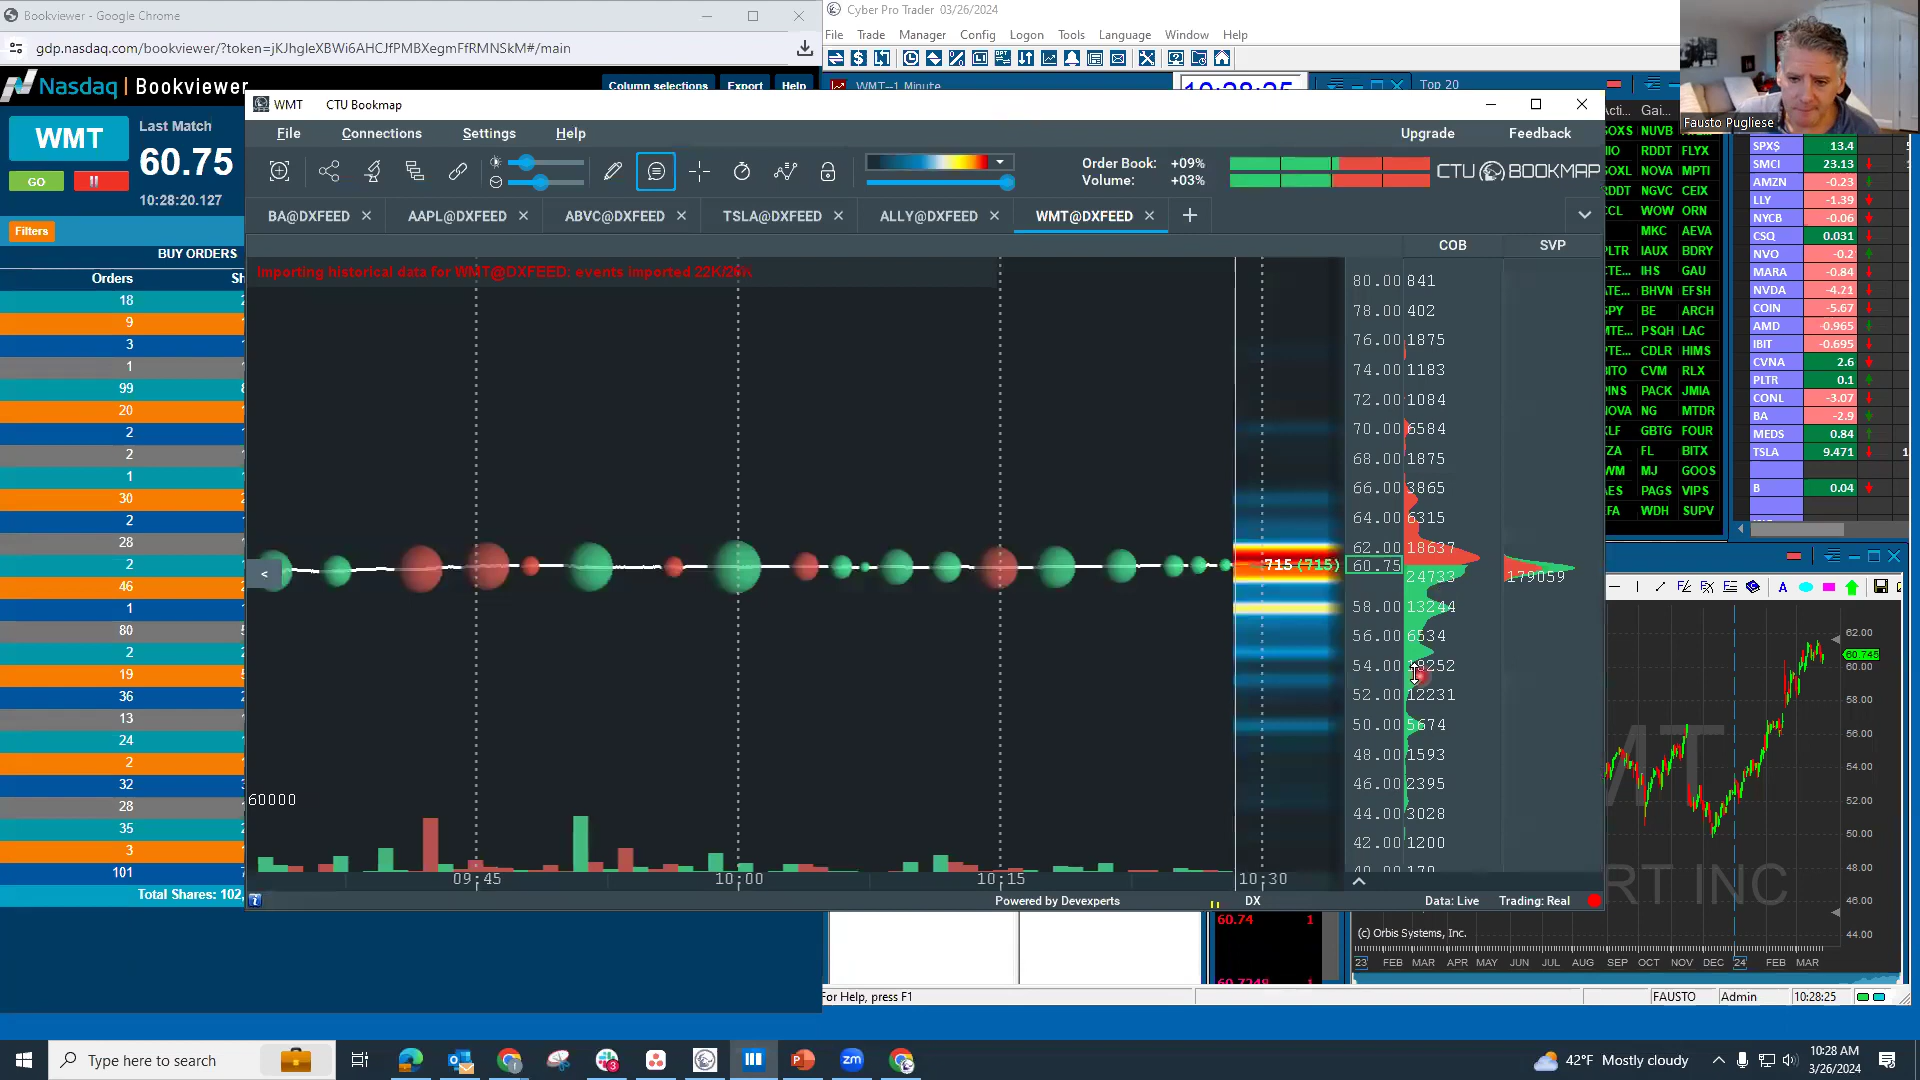 Bookviewer - Google Chrome
gdp.nasdaq.com/bookviewer/?token=jKJhgleXBWi6AHCJfPMBXegmFfRMNSkM#/main
Nasdaq | Bookviewer
Column selections Export Help
WMT
Last Match
60.75
GO
10:28:20.127
Filters
BUY ORDERS
Orders
18
9
3
1
99
20
2
2
1
30
2
28
2
46
1
80
2
19
36
13
24
2
32
28
35
3
101
Total Shares: 102,
Cyber Pro Trader 03/26/2024
File Trade Manager Config Logon Tools Language Window Help
WMT--1 Minute
10:28:25
Top 20
Fausto Pugliese
WMT CTU Bookmap
File Connections Settings Help
Upgrade Feedback
Order Book: +09%
Volume: +03%
CTU BOOKMAP
BA@DXFEED AAPL@DXFEED ABVC@DXFEED TSLA@DXFEED ALLY@DXFEED WMT@DXFEED
COB SVP
Importing historical data for WMT@DXFEED: events imported 22K/26%
80.00 841
78.00 402
76.00 1875
74.00 1183
72.00 1084
70.00 6584
68.00 1875
66.00 3865
64.00 6315
62.00 18637
715 (715) 60.75
24733 179059
58.00 13244
56.00 6534
54.00
52.00 12231
50.00 5674
48.00 1593
46.00 2395
44.00 3028
42.00 1200
60000
09:45 10:00 10:15 10:30
Powered by Devexperts DX Data: Live Trading: Real
NUVB
RDDT FLYX
NOVA MPTI
NGVC CEIX
WOW ORN
MKC AEVA
IAUX BDRY
IHS GAU
BHVN EFSH
BE ARCH
PSQH LAC
CDLR HIMS
CVM RLX
PACK JMIA
NG MTDR
GBTG FOUR
FL BITX
MJ GOOS
PAGS VIPS
WDH SUPV
SPX$ 13.4
SMCI 23.13
AMZN -0.23
LLY -1.39
NYCB -0.06
CSQ 0.031
NVO -0.2
MARA -0.84
NVDA -4.21
COIN -5.67
AMD -0.965
IBIT -0.695
CVNA 2.6
PLTR 0.1
CONL -3.07
BA -2.9
MEDS 0.84
TSLA 9.471
B 0.04
62.00
60.745
60.00
58.00
56.00
54.00
52.00
50.00
48.00
46.00
44.00
(c) Orbis Systems, Inc.
23 FEB MAR APR MAY JUN JUL AUG SEP OCT NOV DEC 24 FEB MAR
60.74 1
For Help, press F1
FAUSTO Admin 10:28:25
Type here to search
42°F Mostly cloudy
10:28 AM
3/26/2024